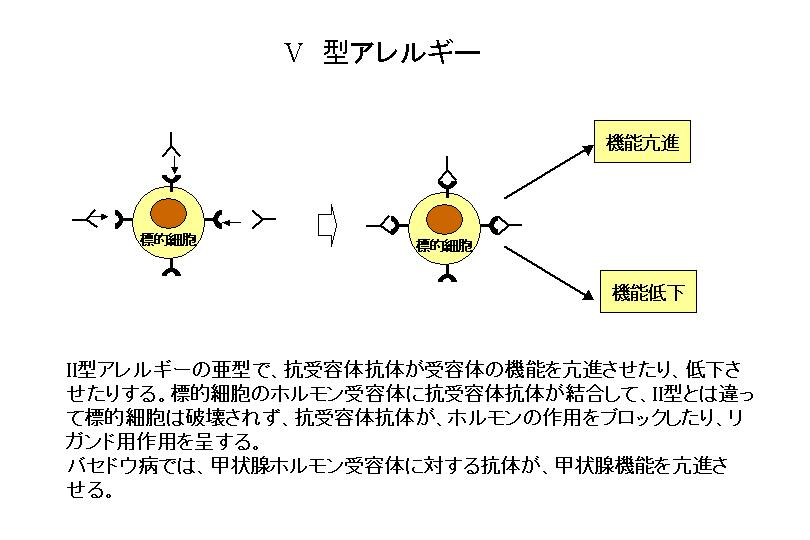 V 型アレルギー
機能亢進
標的細胞
標的細胞
機能低下
II型アレルギーの亜型で、抗受容体抗体が受容体の機能を亢進させたり、低下さ
せたりする。標的細胞のホルモン受容体に抗受容体抗体が結合して、II型とは違っ
て標的細胞は破壊されず、抗受容体抗体が、ホルモンの作用をブロックしたり、リ
ガンド用作用を呈する。
バセドウ病では、甲状腺ホルモン受容体に対する抗体が、甲状腺機能を亢進さ
せる。